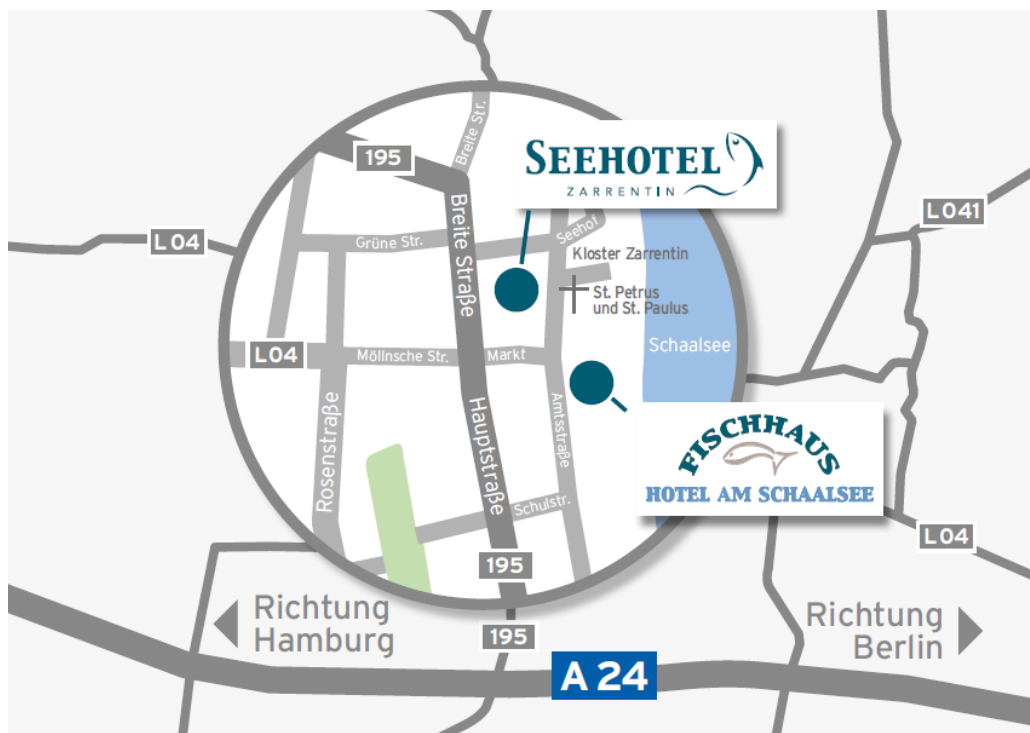 Breite Str.
195
SEEHOTEL
ZARRENTIN
L041
L04
Grüne Str.
Seehof
Breite Straße
Kloster Zarrentin
St. Petrus
und St. Paulus
L04
Möllnsche Str.
Markt
Schaalsee
Rosenstraße
Hauptstraße
Amtsstraße
FISCHHAUS
HOTEL AM SCHAALSEE
Schulstr.
L04
195
Richtung
Hamburg
195
Richtung
Berlin
A 24